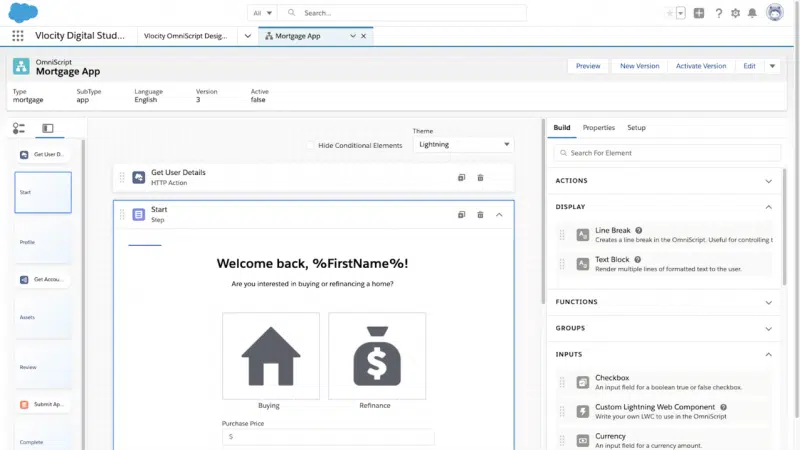 All
Search...
Vlocity Digital Stud...
Vlocity OmniScript Desig...
Mortgage App
OmniScript
Mortgage App
Preview
New Version
Activate Version
Edit
Type
SubType
Language
Version
Active
mortgage
app
English
3
false
Get User D...
Start
Profile
Get Accou...
Assets
Review
Submit Ap...
Complete
Hide Conditional Elements
Theme
Lightning
Get User Details
HTTP Action
Start
Step
Welcome back, %FirstName%!
Are you interested in buying or refinancing a home?
$
Buying
Refinance
Purchase Price
$
Build
Properties
Setup
Search For Element
ACTIONS
DISPLAY
Line Break
Creates a line break in the OmniScript. Useful for controlling t
Text Block
Render multiple lines of formatted text to the user.
FUNCTIONS
GROUPS
INPUTS
Checkbox
An input field for a boolean true or false checkbox.
Custom Lightning Web Component
Write your own LWC to use in the OmniScript
Currency
An input field for a currency amount.